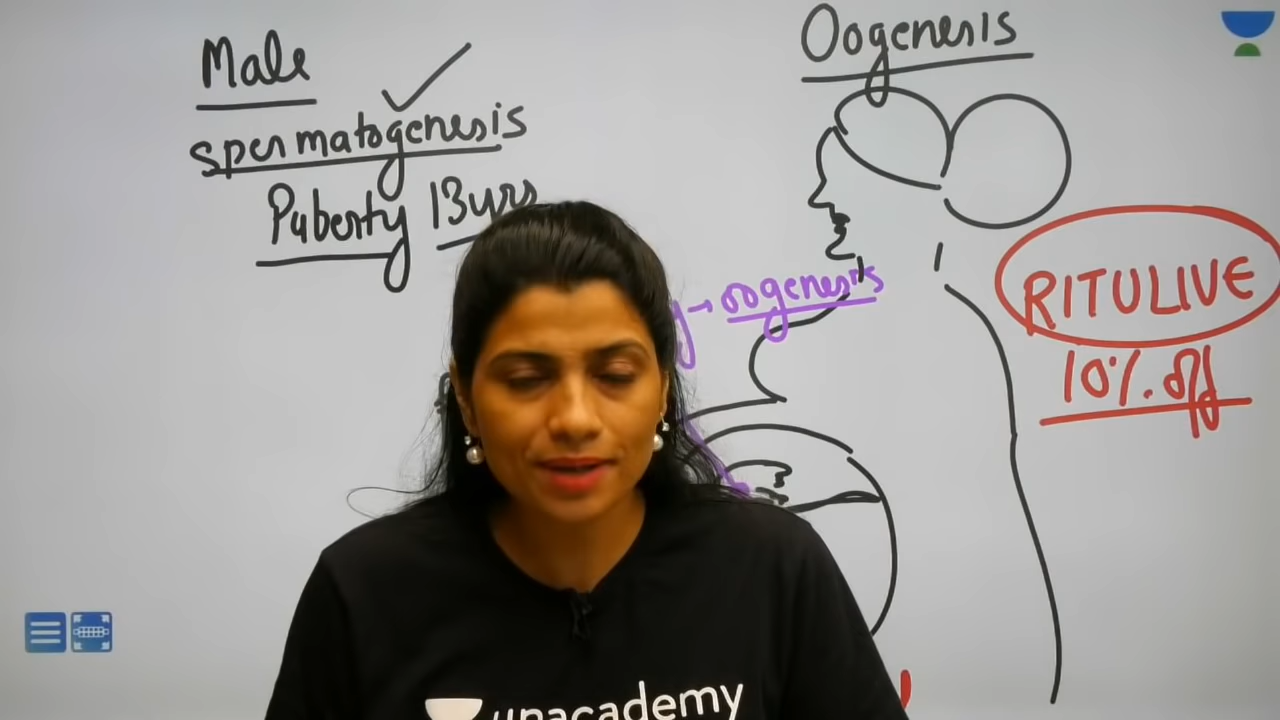 Male
spermatogenesis
Puberty 13yrs
Oogenesis
→ oogenesis
RITULIVE
10% off
unacademy